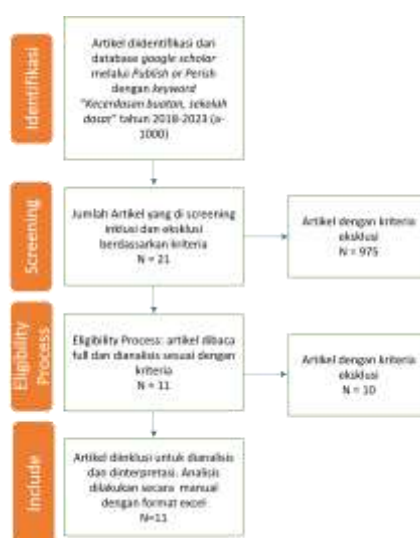 Identifikasi
Artikel diidentifikasi dari
database google scholar
melalui Publish or Perish
dengan keyword
"Kecerdasan buatan, sekolah
dasar" tahun 2018-2023 (n-
1000)
Screening
Jumlah Artikel yang di screening
inklusi dan eksklusi
berdassarkan kriteria
N = 21
Artikel dengan kriteria
eksklusi
N = 975
Eligibility
Process
Eligibility Process: artikel dibaca
full dan dianalisis sesuai dengan
kriteria
N = 11
Artikel dengan kriteria
eksklusi
N = 10
Include
Artikel diinklusi untuk dianalisis
dan dinterpretasi. Analisis
dilakukan secara manual
dengan format excel
N=11